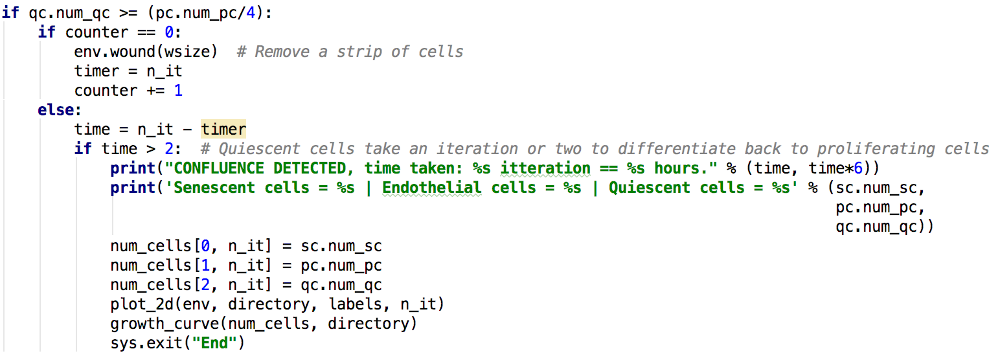 if qc.num_qc >= (pc.num_pc/4):
    if counter == 0:
        env.wound(wsize)  # Remove a strip of cells
        timer = n_it
        counter += 1
    else:
        time = n_it - timer
        if time > 2:  # Quiescent cells take an iteration or two to differentiate back to proliferating cells
            print("CONFLUENCE DETECTED, time taken: %s itteration == %s hours." % (time, time*6))
            print('Senescent cells = %s | Endothelial cells = %s | Quiescent cells = %s' % (sc.num_sc,
                                                                                            pc.num_pc,
                                                                                            qc.num_qc))
            num_cells[0, n_it] = sc.num_sc
            num_cells[1, n_it] = pc.num_pc
            num_cells[2, n_it] = qc.num_qc
            plot_2d(env, directory, labels, n_it)
            growth_curve(num_cells, directory)
            sys.exit("End")